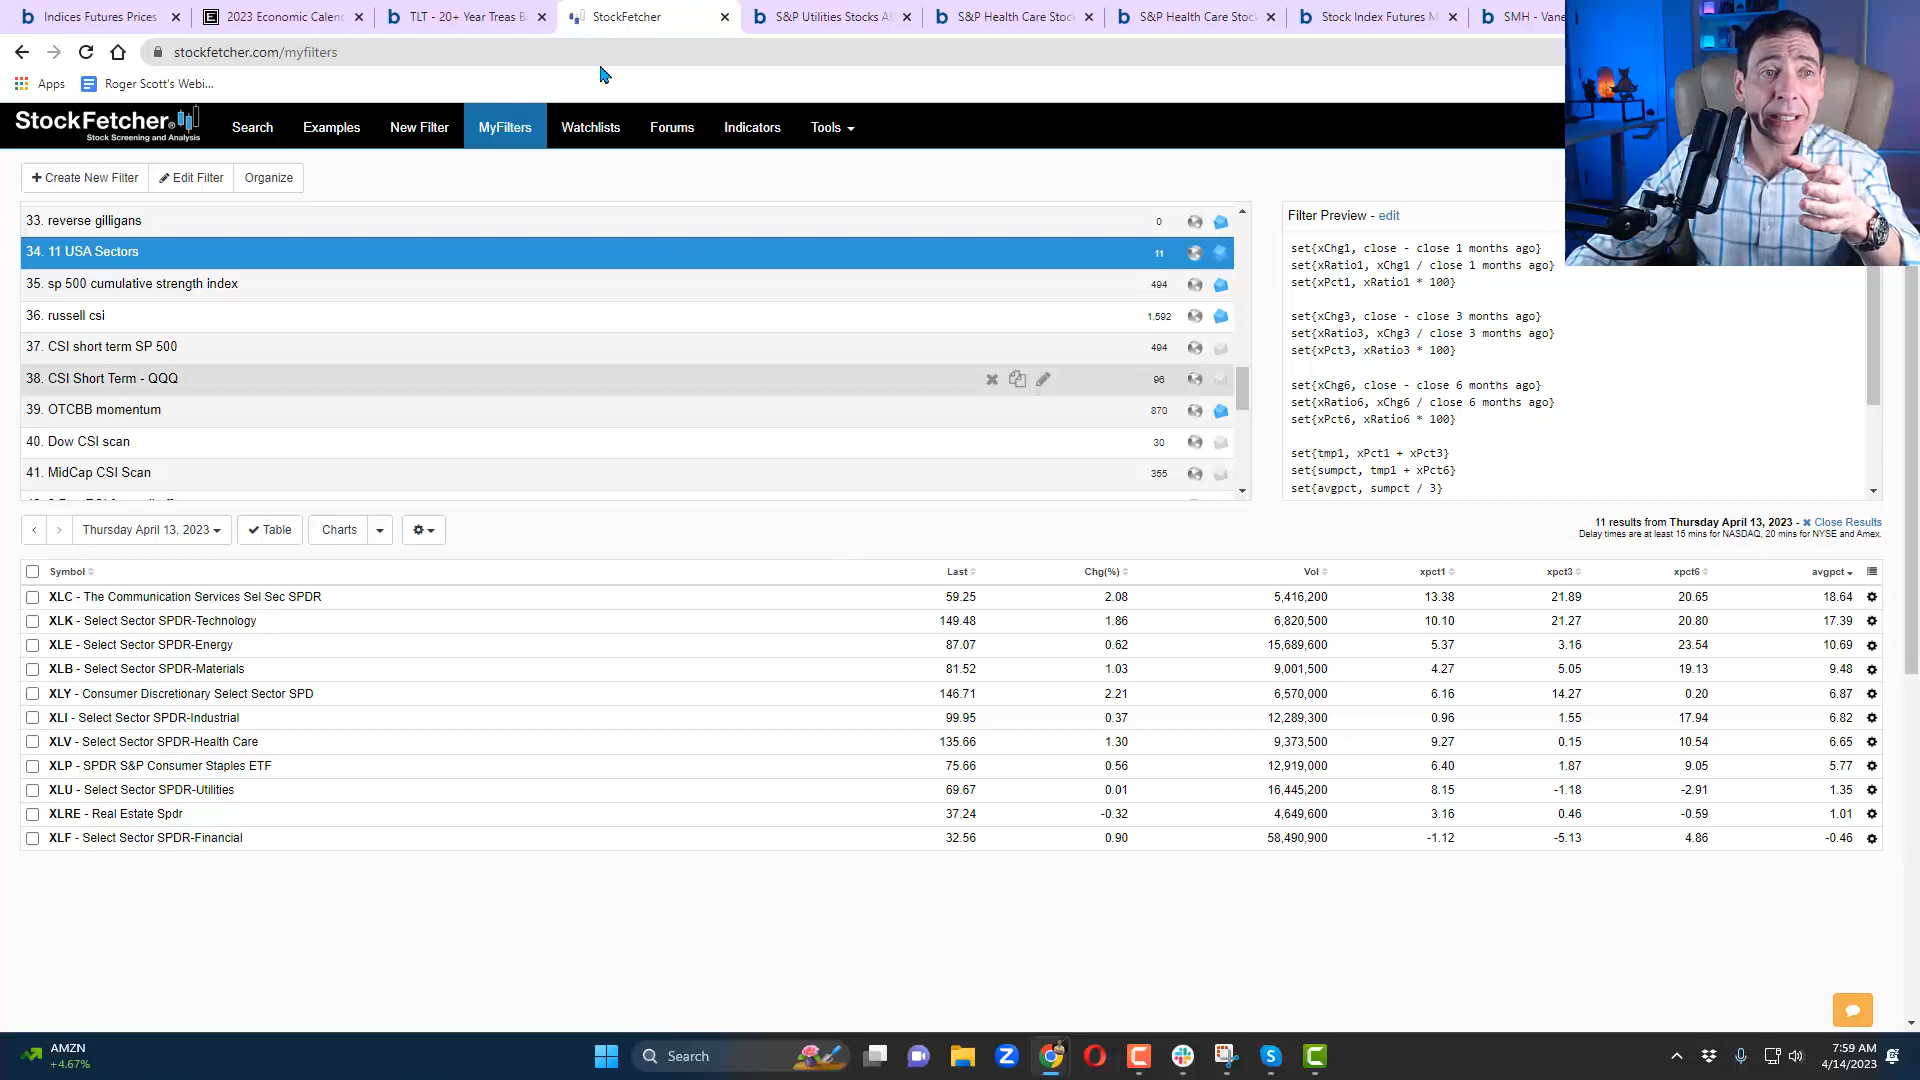 Indices Futures Prices
2023 Economic Calen
TLT - 20+ Year Treas B
StockFetcher
S&P Utilities Stocks A
S&P Health Care Stoc
S&P Health Care Stoc
Stock Index Futures M
SMH - Vane
stockfetcher.com/myfilters
Apps
Roger Scott's Webi...
StockFetcher
Stock Screening and Analysis
Search
Examples
New Filter
MyFilters
Watchlists
Forums
Indicators
Tools
Create New Filter
Edit Filter
Organize
33. reverse gilligans 0
34. 11 USA Sectors 11
35. sp 500 cumulative strength index 494
36. russell csi 1,592
37. CSI short term SP 500 494
38. CSI Short Term - QQQ 96
39. OTCBB momentum 870
40. Dow CSI scan 30
41. MidCap CSI Scan 355
Filter Preview - edit
set{xChg1, close - close 1 months ago}
set{xRatio1, xChg1 / close 1 months ago}
set{xPct1, xRatio1 * 100}
set{xChg3, close - close 3 months ago}
set{xRatio3, xChg3 / close 3 months ago}
set{xPct3, xRatio3 * 100}
set{xChg6, close - close 6 months ago}
set{xRatio6, xChg6 / close 6 months ago}
set{xPct6, xRatio6 * 100}
set{tmp1, xPct1 + xPct3}
set{sumpct, tmp1 + xPct6}
set{avgpct, sumpct / 3}
Thursday April 13, 2023
Table
Charts
11 results from Thursday April 13, 2023 - ✖ Close Results
Delay times are at least 15 mins for NASDAQ, 20 mins for NYSE and Amex.
Symbol Last Chg(%) Vol xpct1 xpct3 xpct6 avgpct
XLC - The Communication Services Sel Sec SPDR 59.25 2.08 5,416,200 13.38 21.89 20.65 18.64
XLK - Select Sector SPDR-Technology 149.48 1.86 6,820,500 10.10 21.27 20.80 17.39
XLE - Select Sector SPDR-Energy 87.07 0.62 15,689,600 5.37 3.16 23.54 10.69
XLB - Select Sector SPDR-Materials 81.52 1.03 9,001,500 4.27 5.05 19.13 9.48
XLY - Consumer Discretionary Select Sector SPD 146.71 2.21 6,570,000 6.16 14.27 0.20 6.87
XLI - Select Sector SPDR-Industrial 99.95 0.37 12,289,300 0.96 1.55 17.94 6.82
XLV - Select Sector SPDR-Health Care 135.66 1.30 9,373,500 9.27 0.15 10.54 6.65
XLP - SPDR S&P Consumer Staples ETF 75.66 0.56 12,919,000 6.40 1.87 9.05 5.77
XLU - Select Sector SPDR-Utilities 69.67 0.01 16,445,200 8.15 -1.18 -2.91 1.35
XLRE - Real Estate Spdr 37.24 -0.32 4,649,600 3.16 0.46 -0.59 1.01
XLF - Select Sector SPDR-Financial 32.56 0.90 58,490,900 -1.12 -5.13 4.86 -0.46
AMZN
+4.67%
Search
7:59 AM
4/14/2023